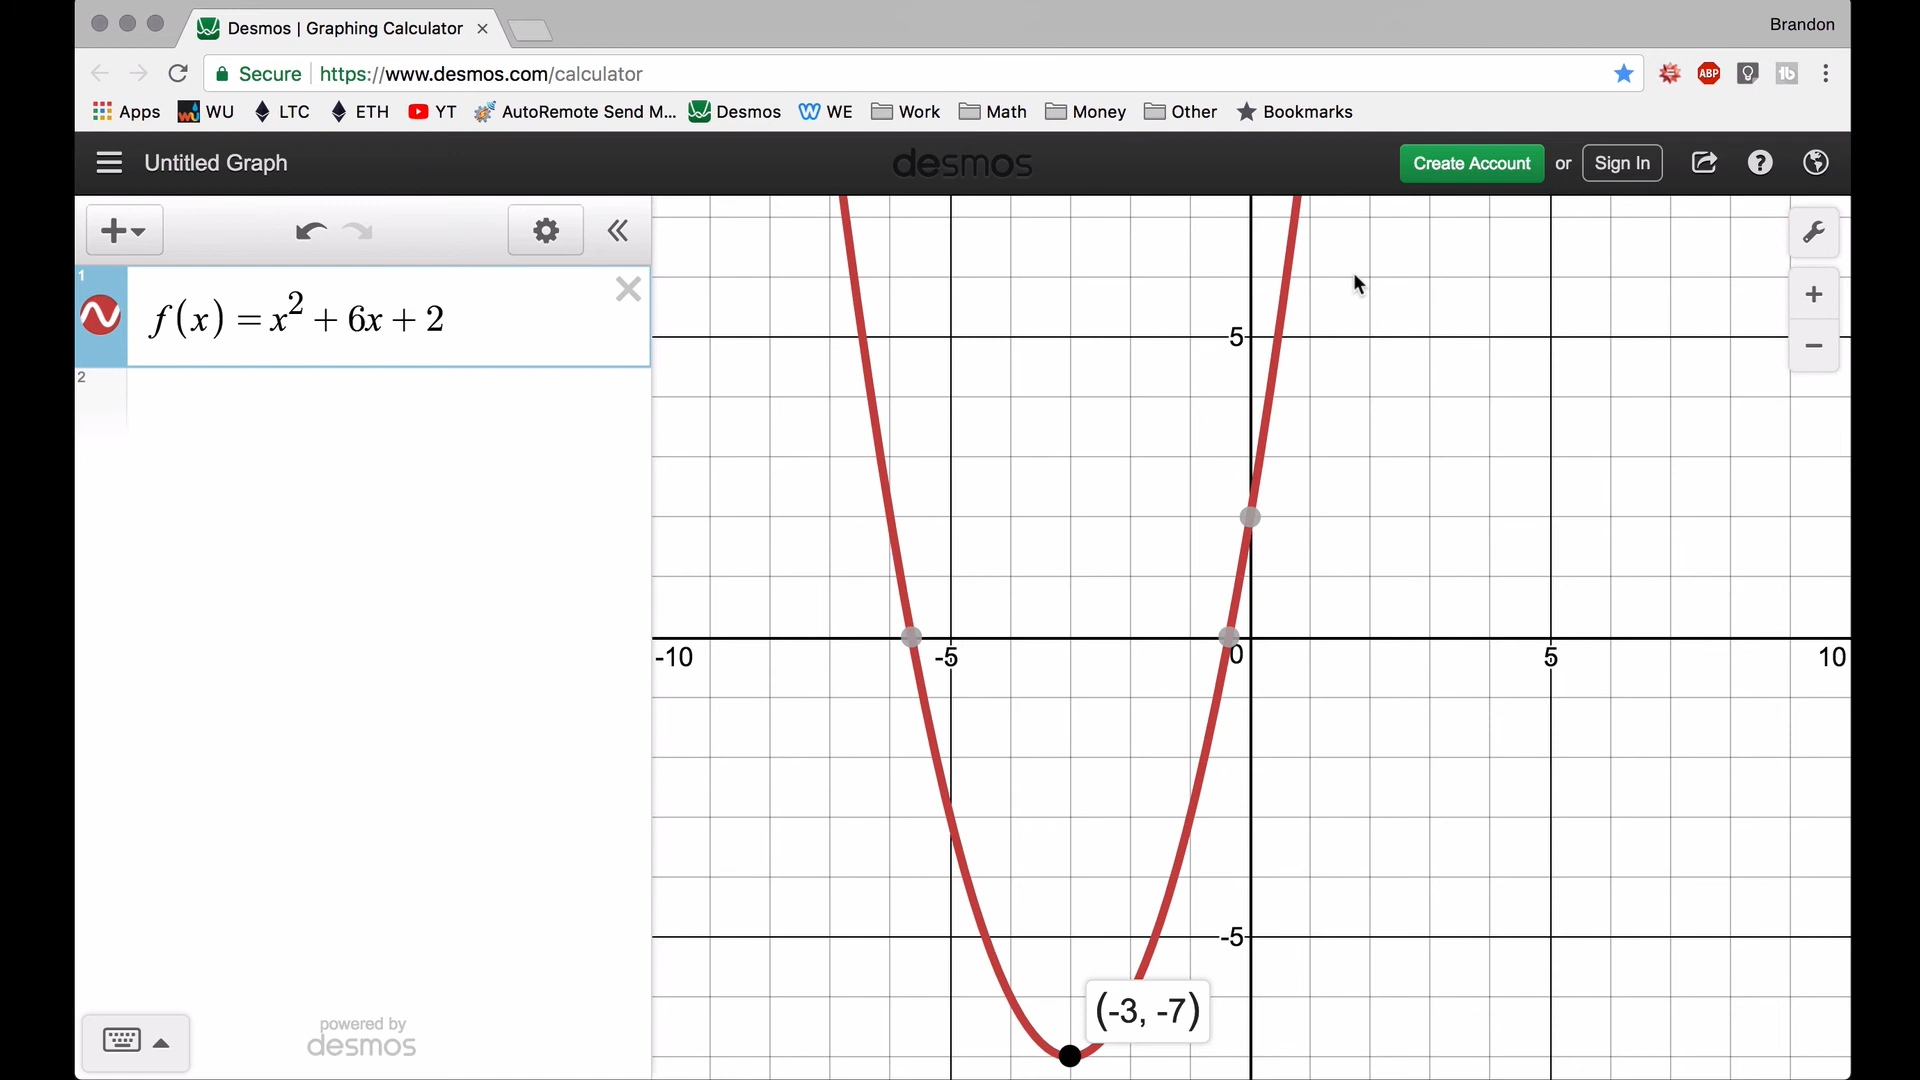 Desmos | Graphing Calculator
Brandon
Secure https://www.desmos.com/calculator
ABP
tb
Apps WU LTC ETH YT AutoRemote Send M... Desmos WE Work Math Money Other Bookmarks
Untitled Graph desmos Create Account or Sign In
1
f(x) = x² + 6x + 2
2
5
-10 -5 0 5 10
-5
(-3, -7)
powered by
desmos